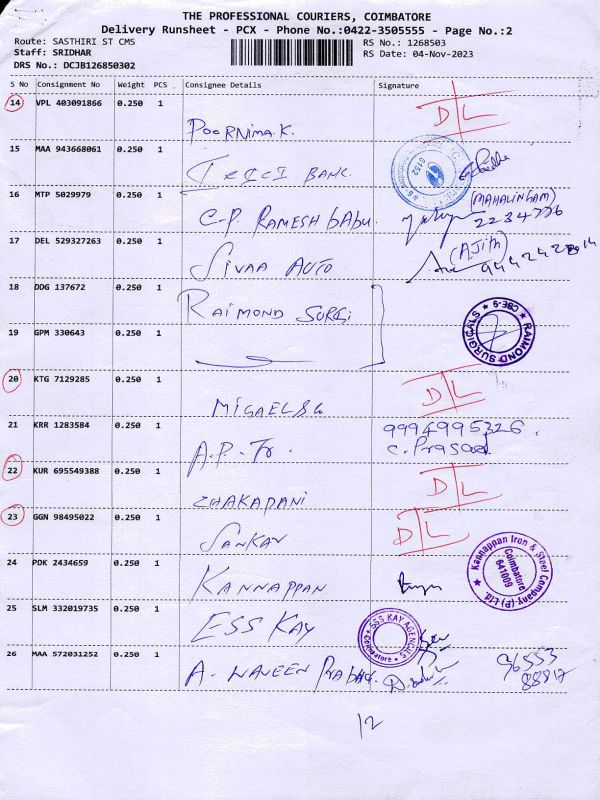 THE PROFESSIONAL COURIERS, COIMBATORE
Delivery Runsheet - PCX - Phone No.:0422-3505555 - Page No.:2
Route: SASTHIRI ST CMS RS No.: 1268503
Staff: SRIDHAR RS Date: 04-Nov-2023
DRS No.: DCJB126850302
S No Consignment No Weight PCS Consignee Details Signature
14 VPL 403091866 0.250 1 Poornima.K. D/L
15 MAA 943668061 0.250 1 ICICI BANK.
16 MTP 5029979 0.250 1 C.P. RAMESH bAbu (MAHALINGAM)
2234776
17 DEL 529327263 0.250 1 SIVAA AUTO (AJith)
18 DDG 137672 0.250 1 RAIMOND SURGI RAIMOND SURGICALS CBE-9
19 GPM 330643 0.250 1
20 KTG 7129285 0.250 1 D/L
21 KRR 1283584 0.250 1 A.P. Tr. 9994995326.
C. Prasad
22 KUR 695549388 0.250 1 CHAKAPANI D/L
23 GGN 98495022 0.250 1 SANKAR D/L
24 PDK 2434659 0.250 1 KANNAPPAN Kannappan Iron & Steel Company (P) Ltd. Coimbatore 641009
25 SLM 332019735 0.250 1 ESS KAY ESS KAY AGENCIES Coimbatore
26 MAA 572031252 0.250 1 A. NAVEEN PRABHU. 96553
88817
12